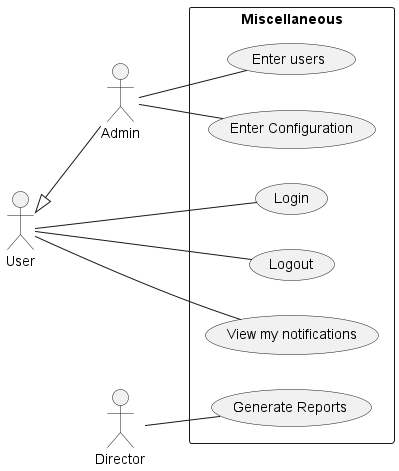 Miscellaneous
Enter users
Admin
Enter Configuration
Login
User
Logout
View my notifications
Generate Reports
Director